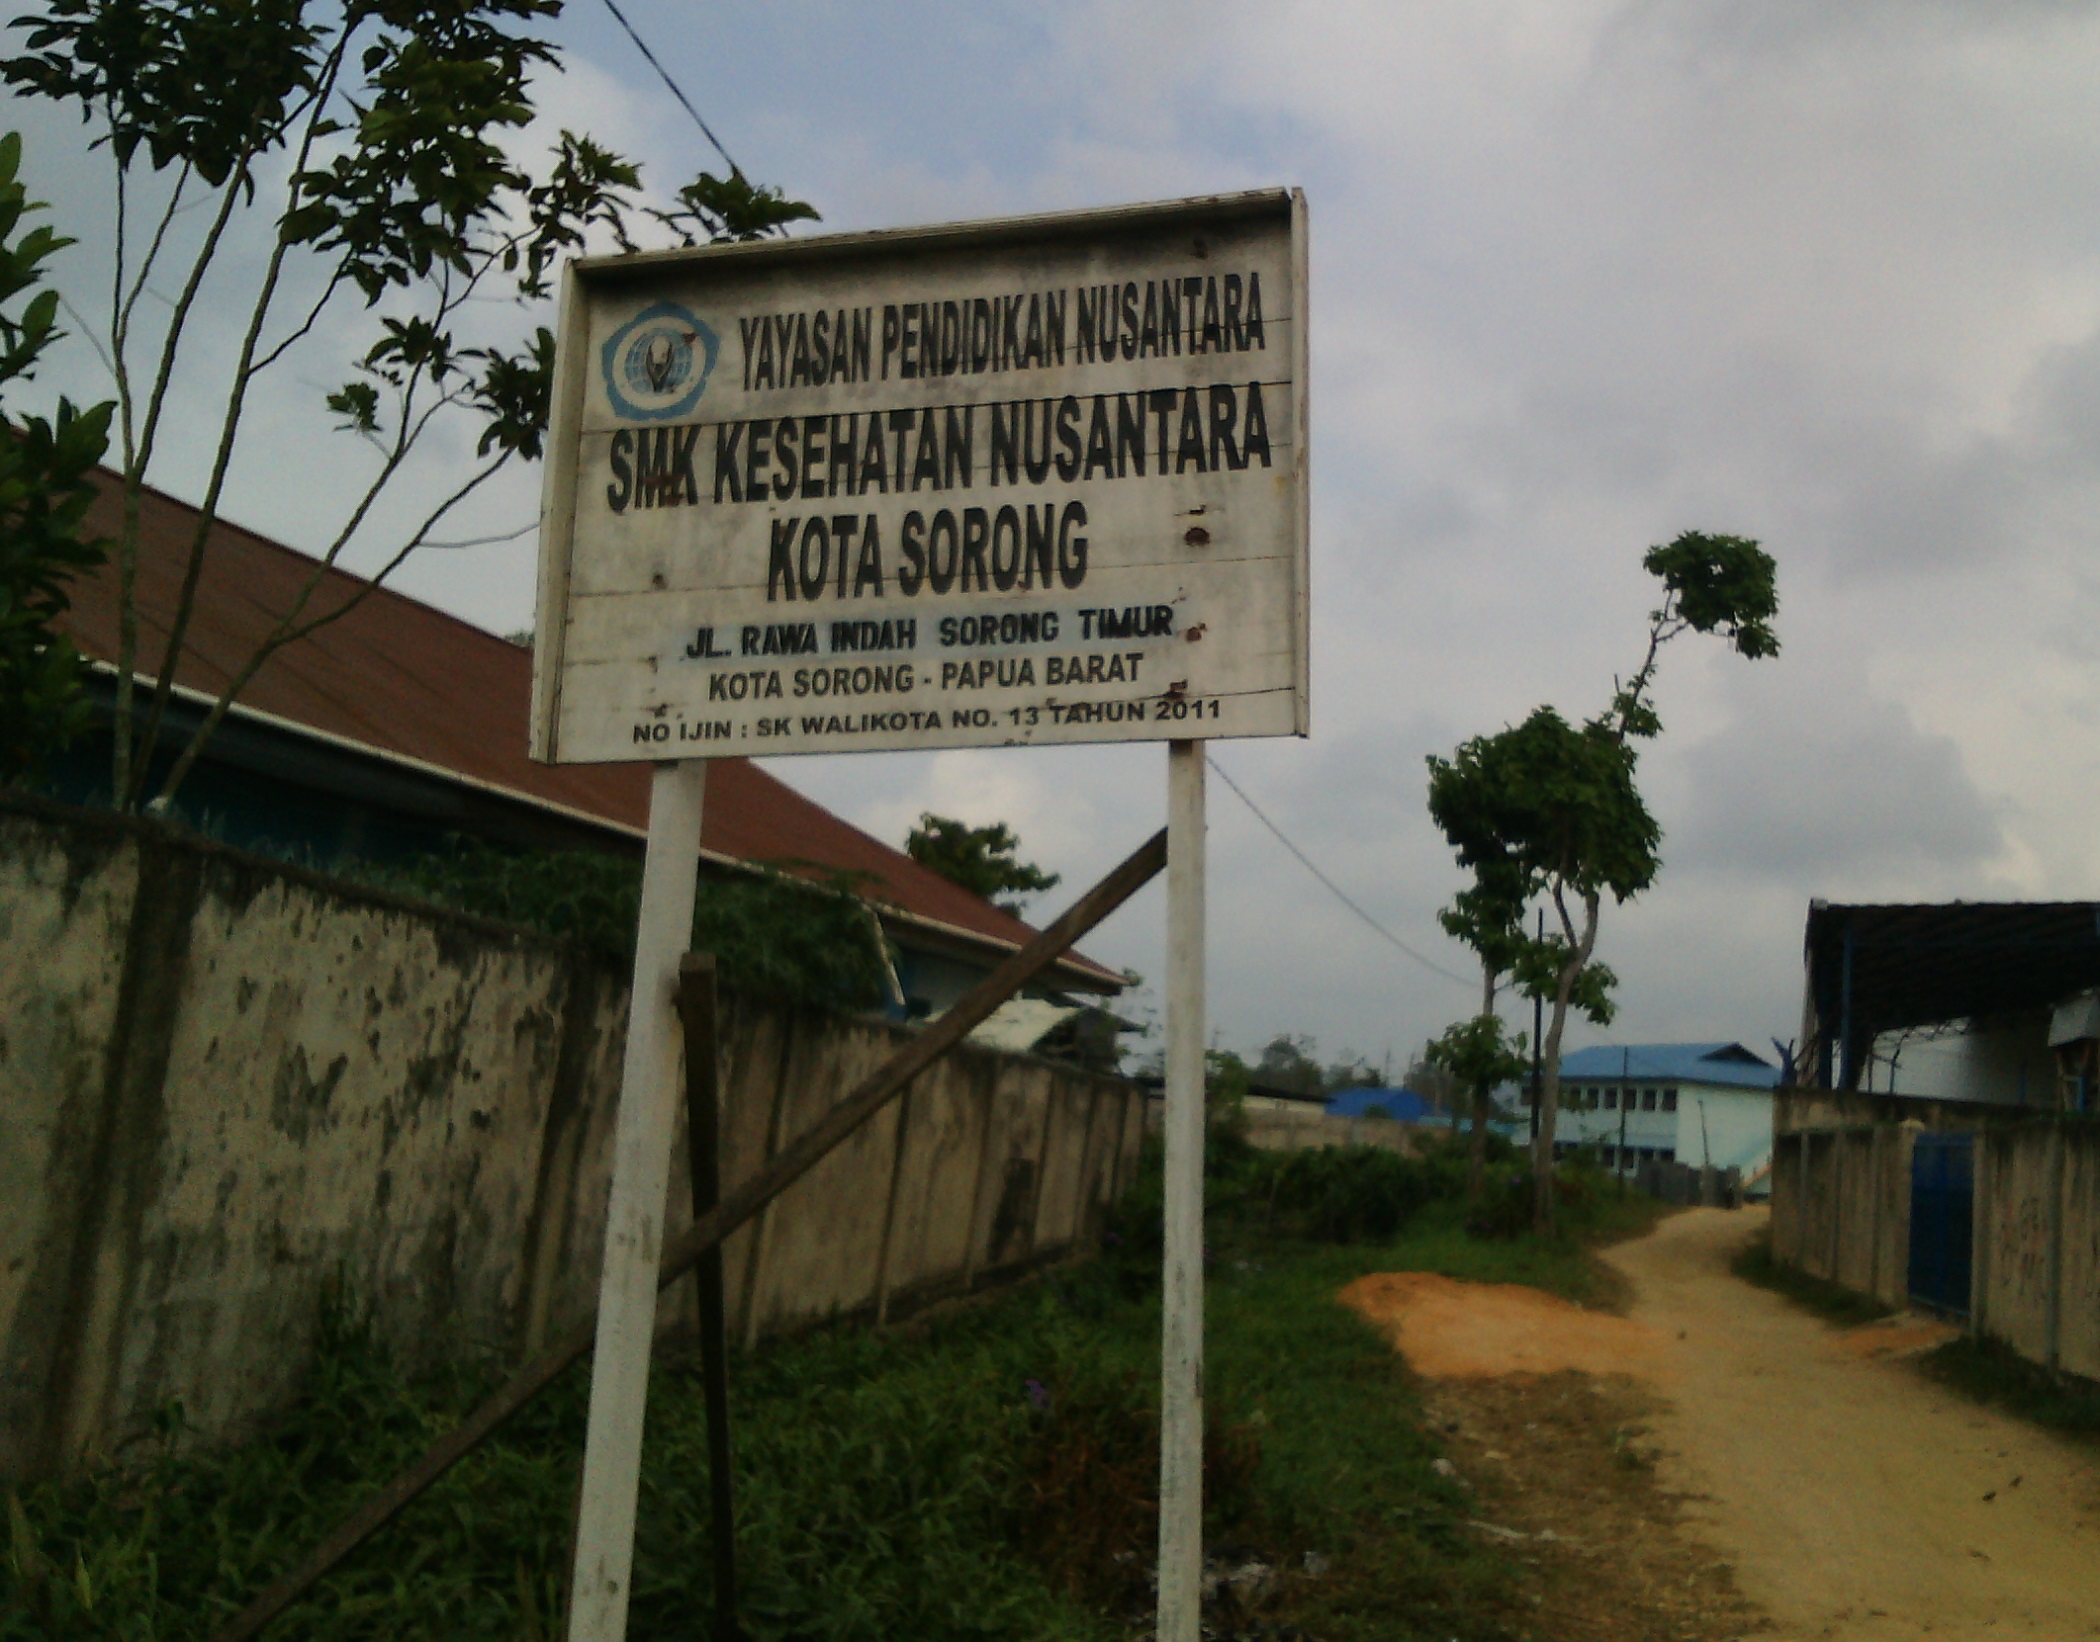 YAYASAN PENDIDIKAN NUSANTARA
SMK KESEHATAN NUSANTARA
KOTA SORONG
JL. RAWA INDAH SORONG TIMUR
KOTA SORONG - PAPUA BARAT
NO IJIN : SK WALIKOTA NO. 13 TAHUN 2011